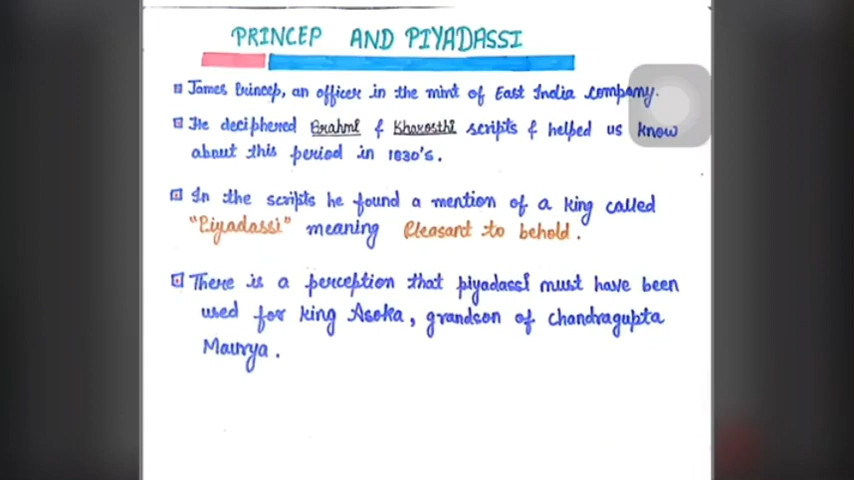 PRINCEP AND PIYADASSI
James Princep, an officer in the mint of East India Company.
He deciphered Brahmi & Kharosthi scripts & helped us know
about this period in 1830's.
In the scripts he found a mention of a king called
"Piyadassi" meaning Pleasant to behold.
There is a perception that piyadassi must have been
used for king Asoka, grandson of Chandragupta
Maurya.